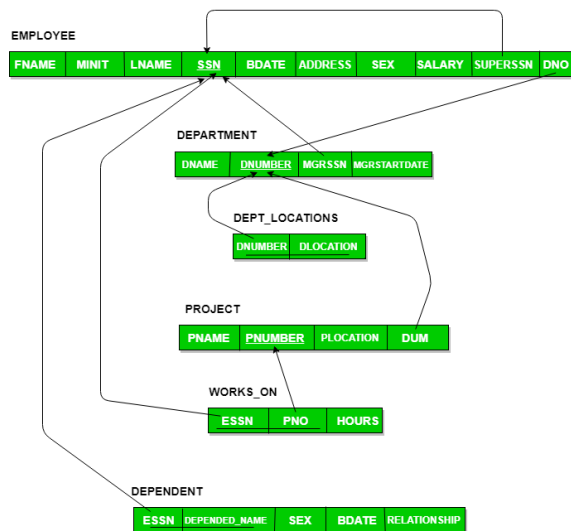 EMPLOYEE
FNAME MINIT LNAME SSN BDATE ADDRESS SEX SALARY SUPERSSN DNO
DEPARTMENT
DNAME DNUMBER MGRSSN MGRSTARTDATE
DEPT_LOCATIONS
DNUMBER DLOCATION
PROJECT
PNAME PNUMBER PLOCATION DUM
WORKS_ON
ESSN PNO HOURS
DEPENDENT
ESSN DEPENDED_NAME SEX BDATE RELATIONSHIP